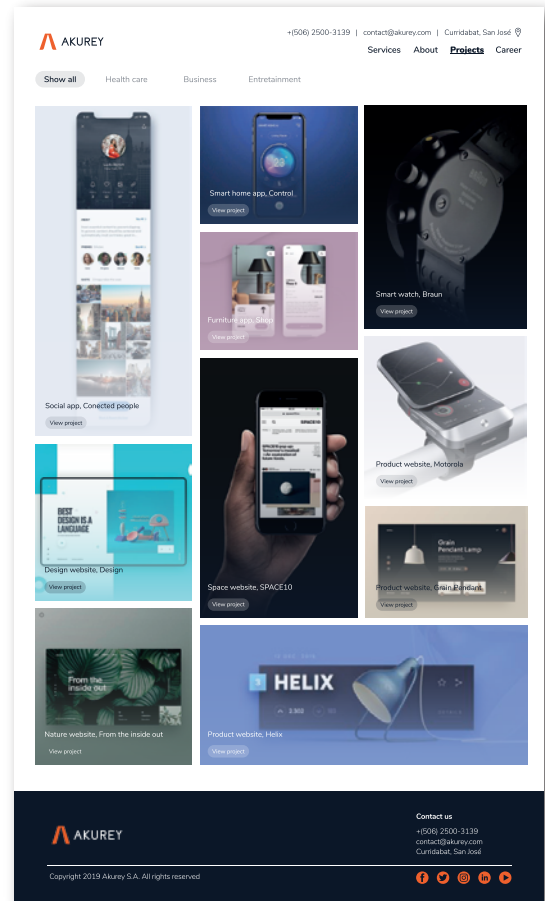 +(506) 2500-3139 | contact@akurey.com | Curridabat, San José
AKUREY
Services About Projects Career
Show all Health care Business Entretainment
Social app, Conected people
View project
Smart home app, Control
View project
Smart watch, Braun
View project
Furniture app, Shop
View project
Product website, Motorola
View project
BEST
DESIGN IS A
LANGUAGE
Design website, Design
View project
SPACE10
Space website, SPACE10
View project
Grain
Pendant Lamp
Product website, Grain Pendant
View project
From the
inside out
Nature website, From the inside out
View project
HELIX
2.502
Product website, Helix
View project
Contact us
AKUREY
+(506) 2500-3139
contact@akurey.com
Curridabat, San José
Copyright 2019 Akurey S.A. All rights reserved